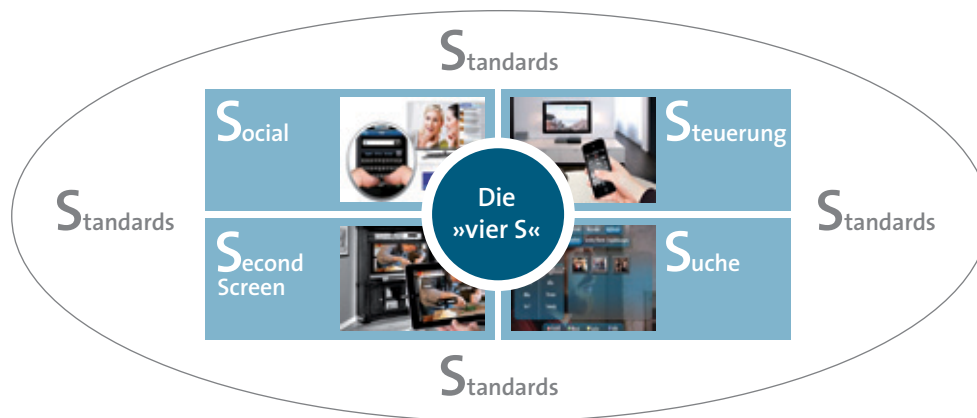 Standards
Social
Steuerung
Die
»vier S«
Standards
Standards
Second
Screen
Suche
Standards